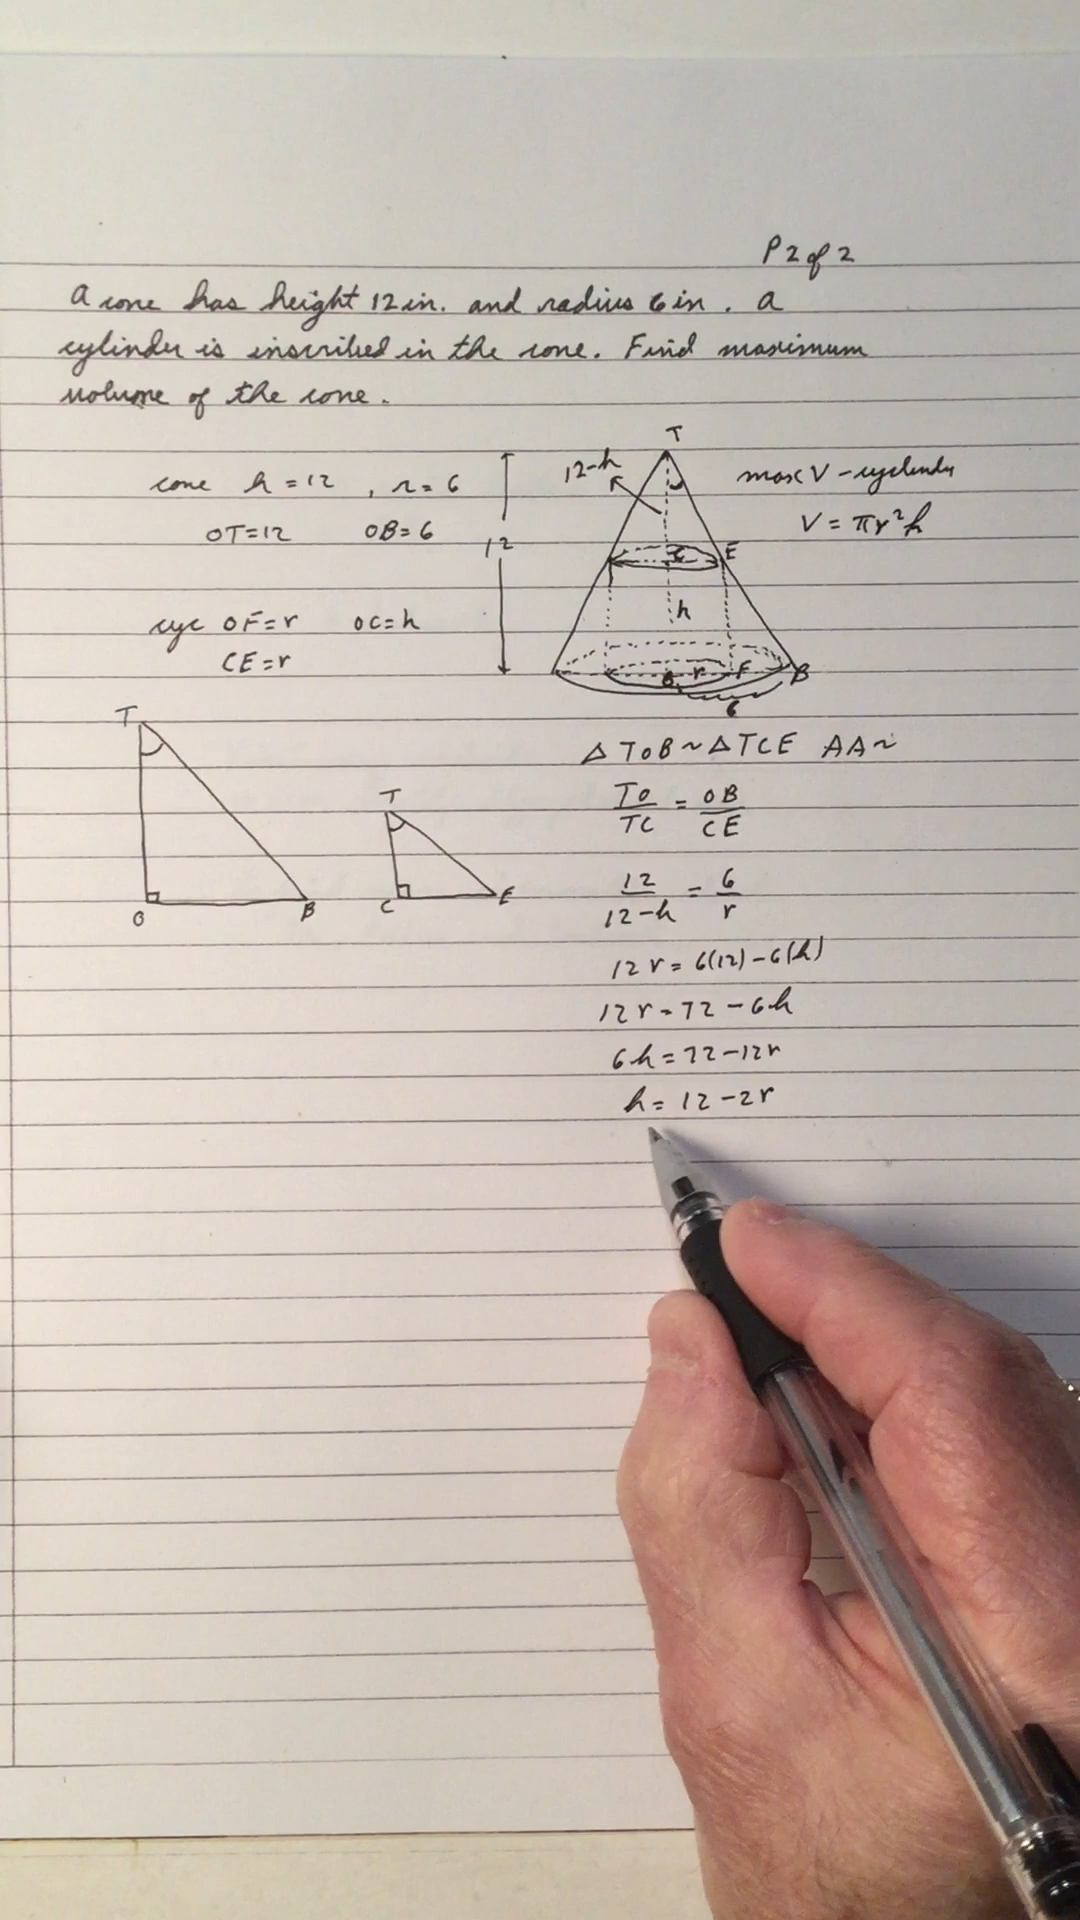 P 2 of 2
A cone has height 12 in. and radius 6 in. A
cylinder is inscribed in the cone. Find maximum
volume of the cone.
cone h = 12 , r = 6
OT=12 OB=6
cyc OF=r OC=h
CE=r
T
12-h
12
C
E
h
O
r
F
B
6
max V - cylinder
V = πr²h
T
O
B
T
C
E
△TOB ~ △TCE AA~
TO/TC = OB/CE
12/(12-h) = 6/r
12r = 6(12) - 6(h)
12r = 72 - 6h
6h = 72 - 12r
h = 12 - 2r